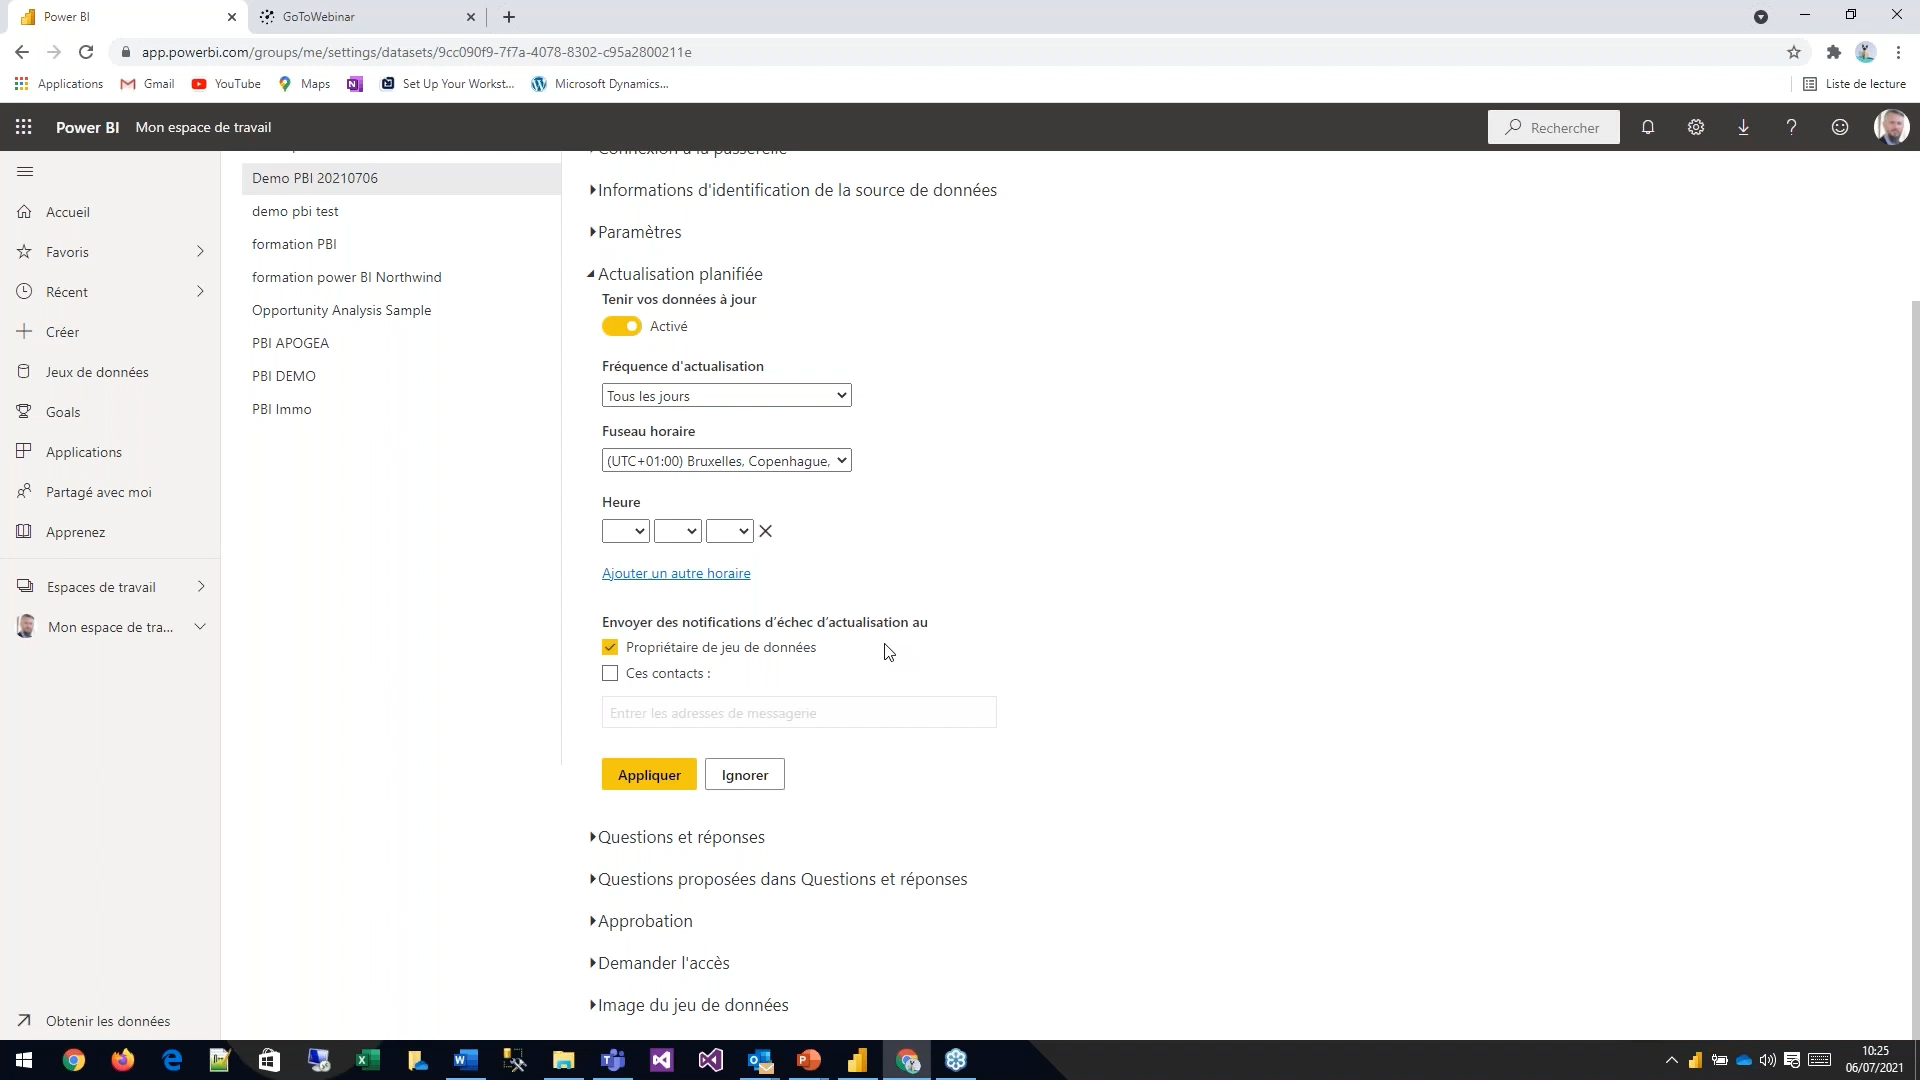 Power BI
GoToWebinar
app.powerbi.com/groups/me/settings/datasets/9cc090f9-7f7a-4078-8302-c95a2800211e
Applications
Gmail
YouTube
Maps
Set Up Your Workst...
Microsoft Dynamics...
Liste de lecture
Power BI
Mon espace de travail
Rechercher
Accueil
Favoris
Récent
Créer
Jeux de données
Goals
Applications
Partagé avec moi
Apprenez
Espaces de travail
Mon espace de tra...
Obtenir les données
Demo PBI 20210706
demo pbi test
formation PBI
formation power BI Northwind
Opportunity Analysis Sample
PBI APOGEA
PBI DEMO
PBI Immo
Connexion à la passerelle
Informations d'identification de la source de données
Paramètres
Actualisation planifiée
Tenir vos données à jour
Activé
Fréquence d'actualisation
Tous les jours
Fuseau horaire
(UTC+01:00) Bruxelles, Copenhague,
Heure
Ajouter un autre horaire
Envoyer des notifications d’échec d’actualisation au
Propriétaire de jeu de données
Ces contacts :
Entrer les adresses de messagerie
Appliquer
Ignorer
Questions et réponses
Questions proposées dans Questions et réponses
Approbation
Demander l'accès
Image du jeu de données
10:25
06/07/2021